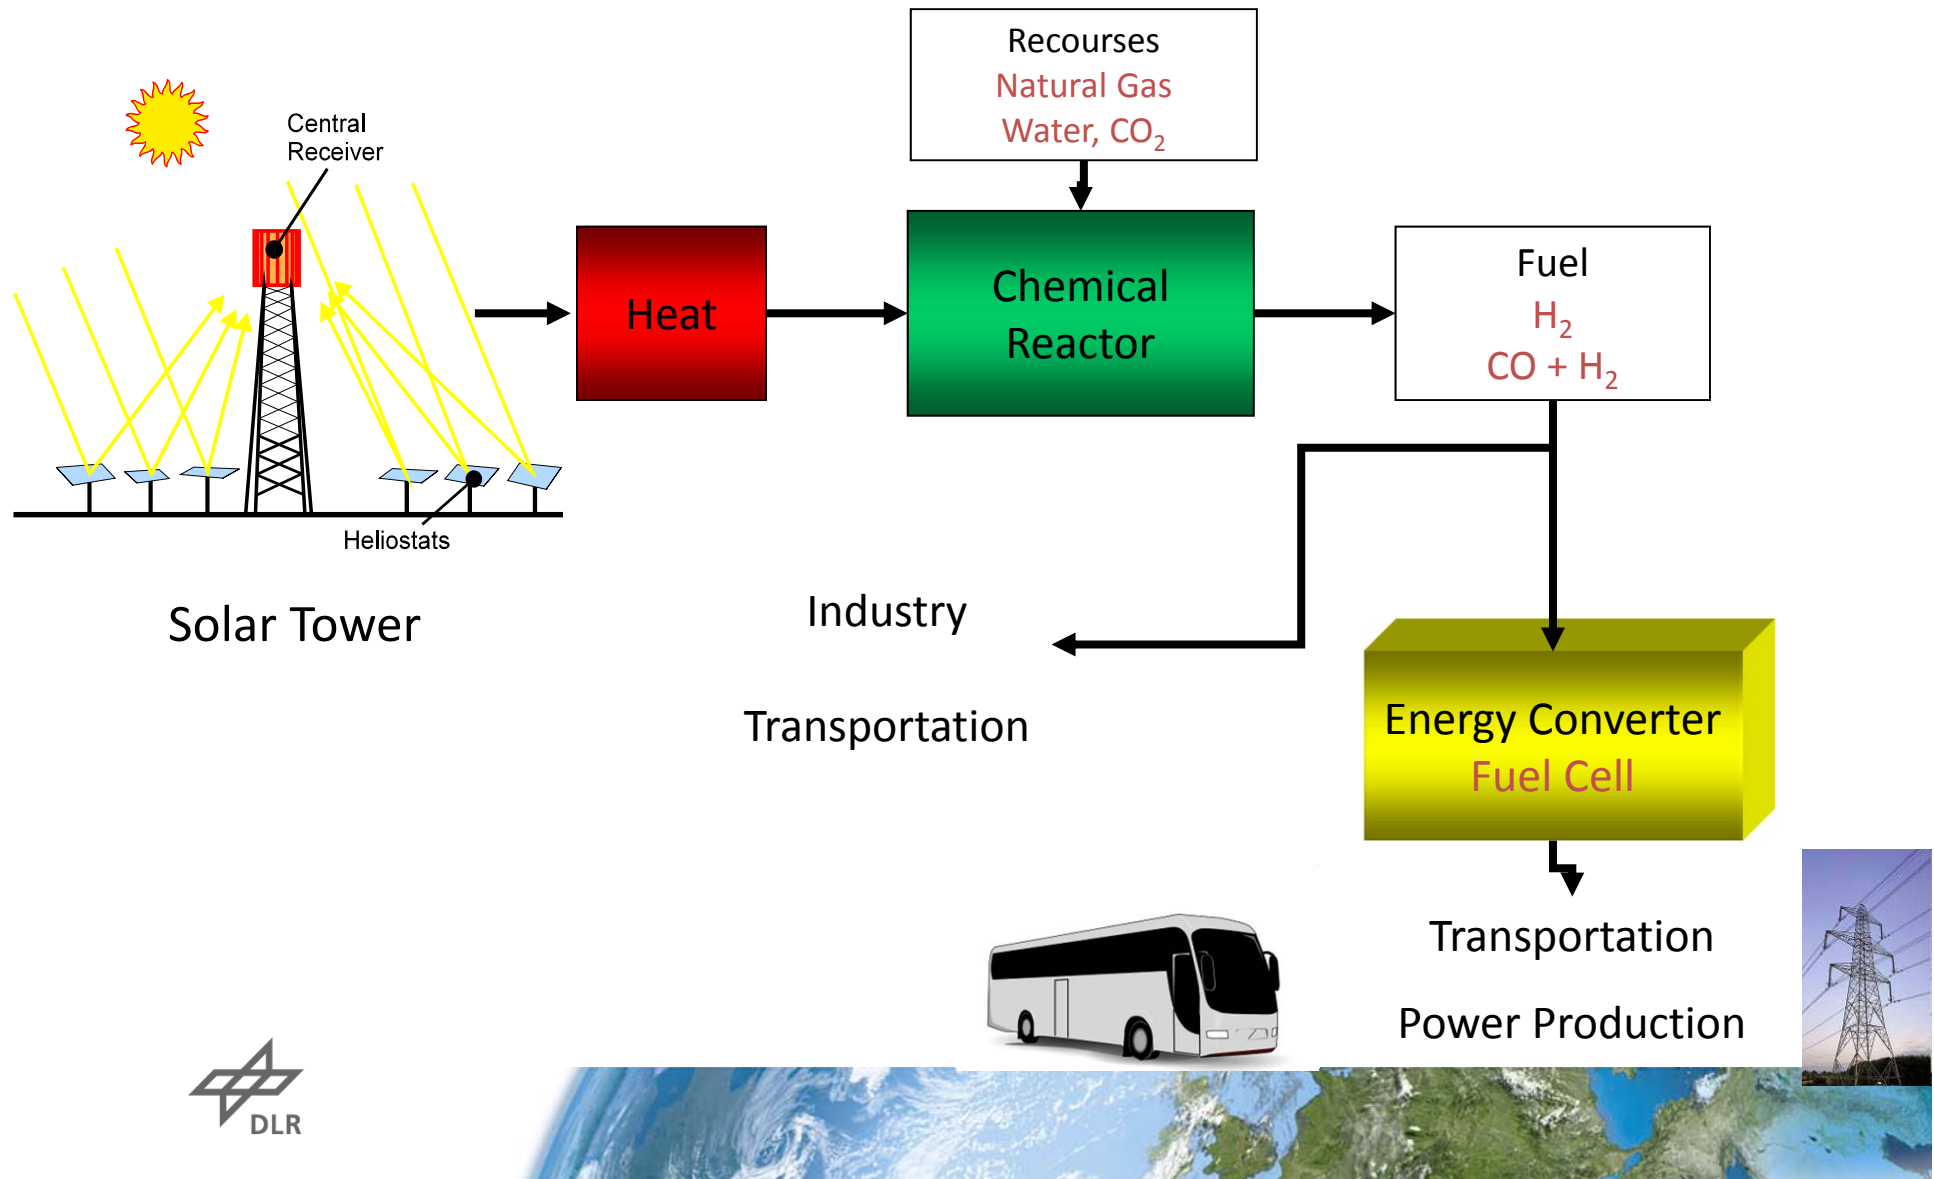 Recourses
Natural Gas
Water, CO₂
Central
Receiver
Heat
Chemical
Reactor
Fuel
H₂
CO + H₂
Heliostats
Solar Tower
Industry
Transportation
Energy Converter
Fuel Cell
Transportation
Power Production
DLR